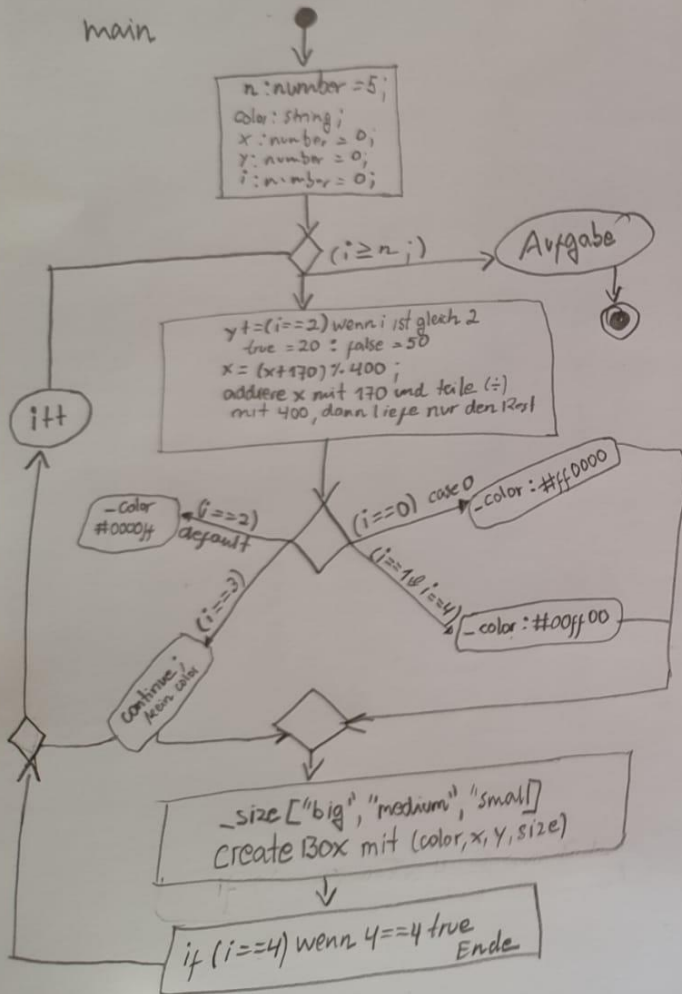 main
n:number =5;
color: string;
x :number = 0;
y: number = 0;
i:number = 0;
(i≥n;)
Aufgabe
y+=(i==2) wenn i ist gleich 2
true = 20 : false = 50
x = (x+170) % 400 ;
addiere x mit 170 und teile (÷)
mit 400, dann liefe nur den Rest
i++
(i==2)
default
_color
#0000ff
(i==0) case 0
_color : #ff0000
(i==3)
(i==1&i==4)
_color : #00ff00
continue;
kein color
_size ["big", "medium", "small]
create Box mit (color, x, y, size)
if (i==4) wenn 4==4 true
Ende